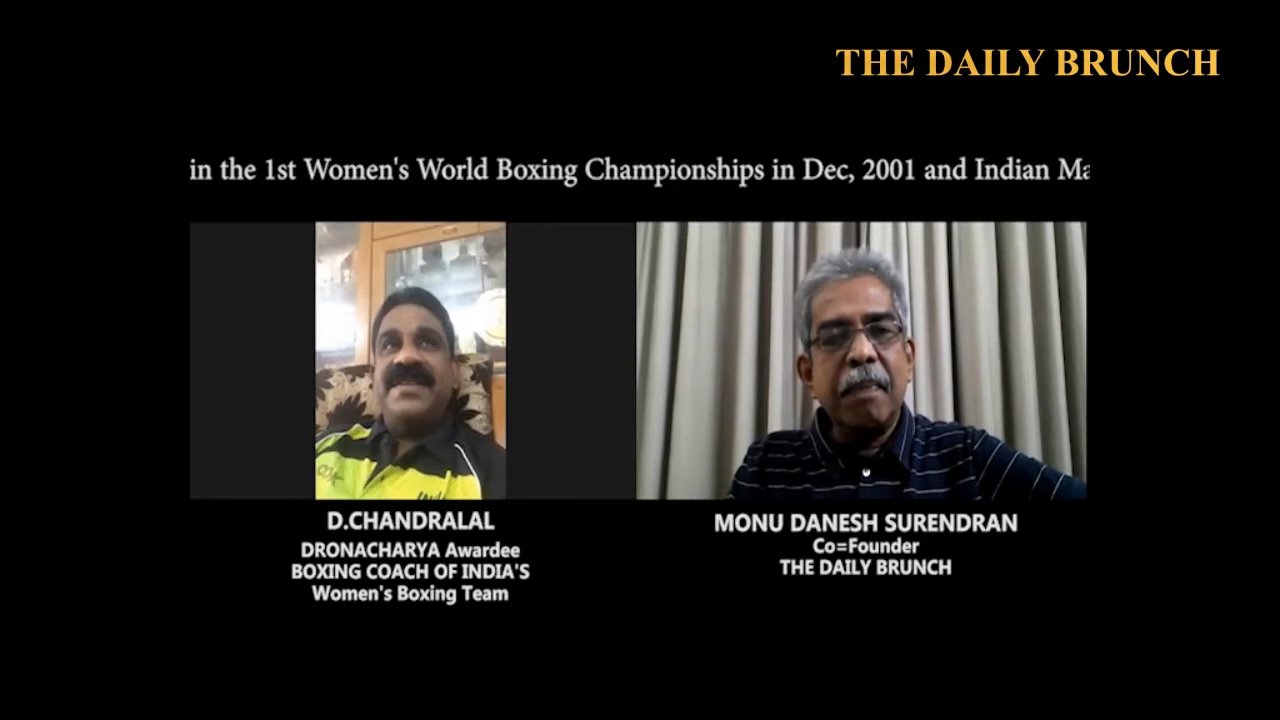 THE DAILY BRUNCH
in the 1st Women's World Boxing Championships in Dec, 2001 and Indian Ma
D.CHANDRALAL
DRONACHARYA Awardee
BOXING COACH OF INDIA'S
Women's Boxing Team
MONU DANESH SURENDRAN
Co=Founder
THE DAILY BRUNCH